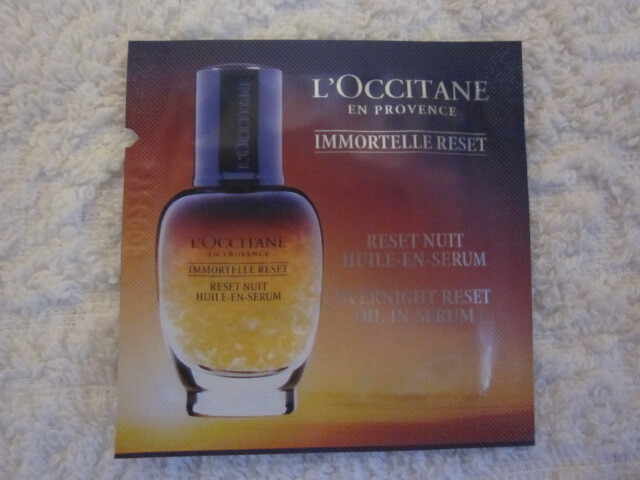 L'OCCITANE
EN PROVENCE
IMMORTELLE RESET
RESET NUIT
HUILE-EN-SERUM
OVERNIGHT RESET
OIL-IN-SERUM
L'OCCITANE
L'OCCITANE
EN PROVENCE
IMMORTELLE RESET
RESET NUIT
HUILE-EN-SERUM